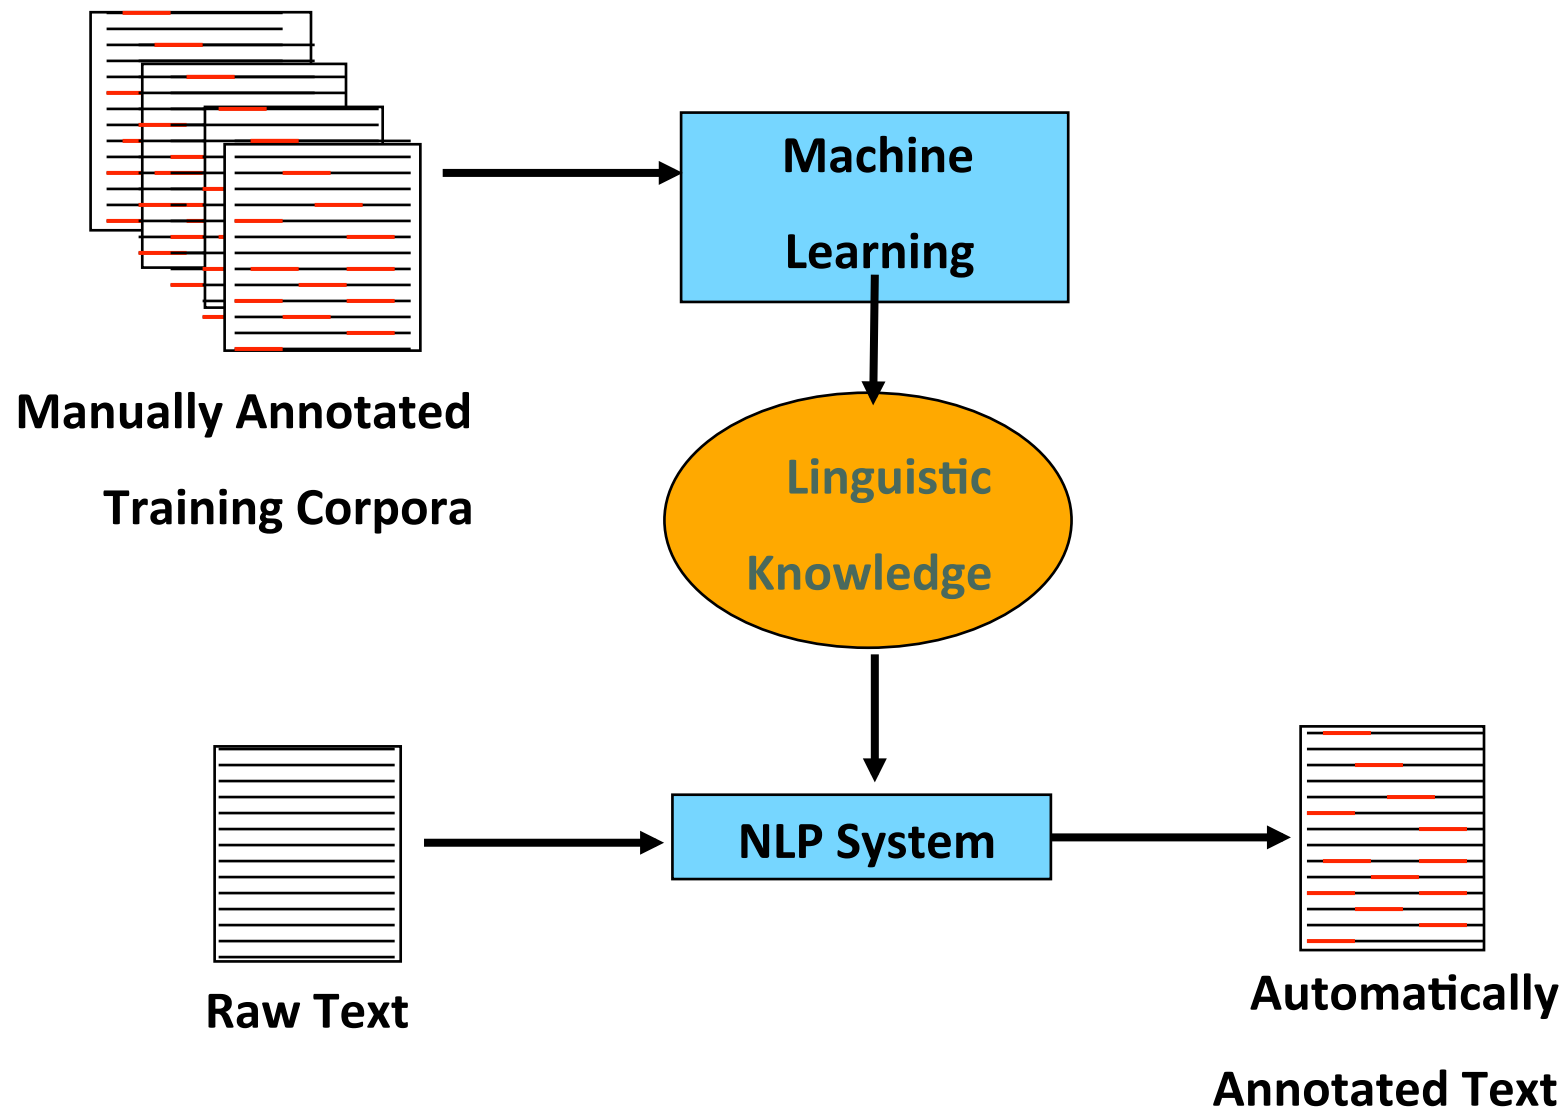 Machine
Learning
Manually Annotated
Training Corpora
Linguistic
Knowledge
NLP System
Raw Text
Automatically
Annotated Text